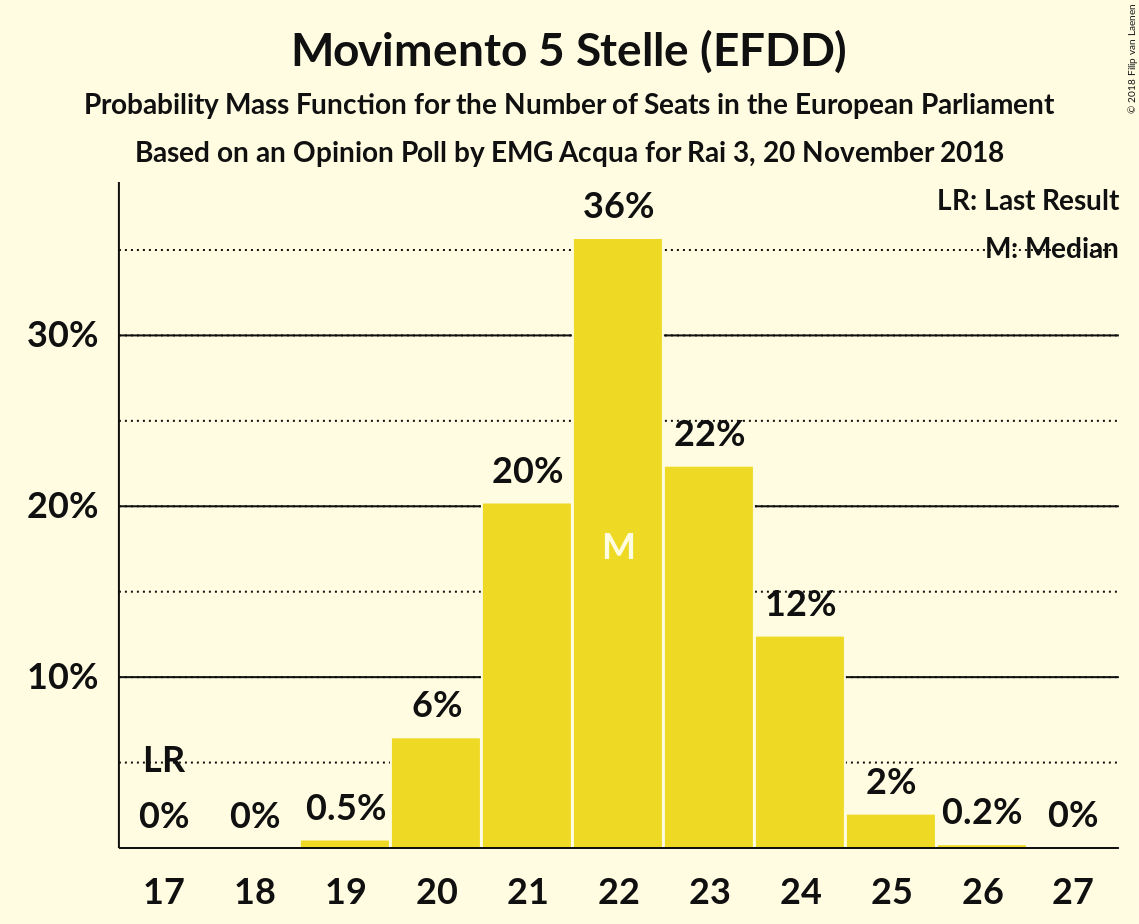 Movimento 5 Stelle (EFDD)
Probability Mass Function for the Number of Seats in the European Parliament
Based on an Opinion Poll by EMG Acqua for Rai 3, 20 November 2018
© 2018 Filip van Laenen
LR: Last Result
M: Median
36%
30%
22%
20%
20%
M
12%
10%
6%
LR
2%
0%
0%
0.5%
0.2%
0%
17 18 19 20 21 22 23 24 25 26 27